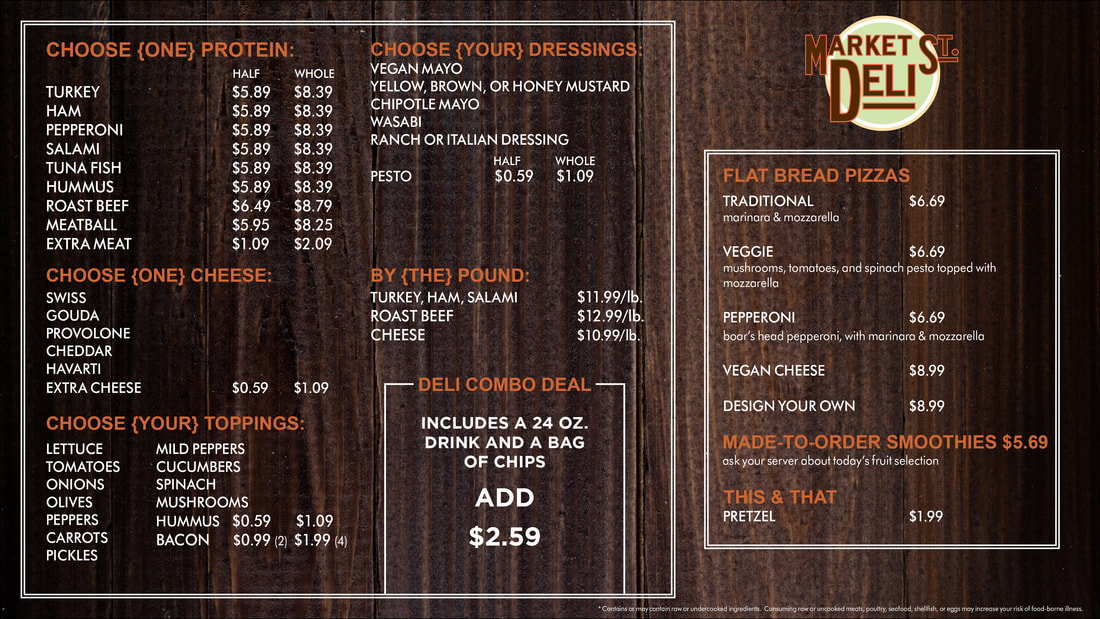 CHOOSE {ONE} PROTEIN:
HALF WHOLE
TURKEY $5.89 $8.39
HAM $5.89 $8.39
PEPPERONI $5.89 $8.39
SALAMI $5.89 $8.39
TUNA FISH $5.89 $8.39
HUMMUS $5.89 $8.39
ROAST BEEF $6.49 $8.79
MEATBALL $5.95 $8.25
EXTRA MEAT $1.09 $2.09
CHOOSE {ONE} CHEESE:
SWISS
GOUDA
PROVOLONE
CHEDDAR
HAVARTI
EXTRA CHEESE $0.59 $1.09
CHOOSE {YOUR} TOPPINGS:
LETTUCE MILD PEPPERS
TOMATOES CUCUMBERS
ONIONS SPINACH
OLIVES MUSHROOMS
PEPPERS HUMMUS $0.59 $1.09
CARROTS BACON $0.99 (2) $1.99 (4)
PICKLES
CHOOSE {YOUR} DRESSINGS:
VEGAN MAYO
YELLOW, BROWN, OR HONEY MUSTARD
CHIPOTLE MAYO
WASABI
RANCH OR ITALIAN DRESSING
HALF WHOLE
PESTO $0.59 $1.09
BY {THE} POUND:
TURKEY, HAM, SALAMI $11.99/lb.
ROAST BEEF $12.99/lb.
CHEESE $10.99/lb.
DELI COMBO DEAL
INCLUDES A 24 OZ.
DRINK AND A BAG
OF CHIPS
ADD
$2.59
MARKET ST.
DELI
FLAT BREAD PIZZAS
TRADITIONAL $6.69
marinara & mozzarella
VEGGIE $6.69
mushrooms, tomatoes, and spinach pesto topped with
mozzarella
PEPPERONI $6.69
boar's head pepperoni, with marinara & mozzarella
VEGAN CHEESE $8.99
DESIGN YOUR OWN $8.99
MADE-TO-ORDER SMOOTHIES $5.69
ask your server about today's fruit selection
THIS & THAT
PRETZEL $1.99
* Contains or may contain raw or undercooked ingredients. Consuming raw or uncooked meats, poultry, seafood, shellfish, or eggs may increase your risk of food-borne illness.